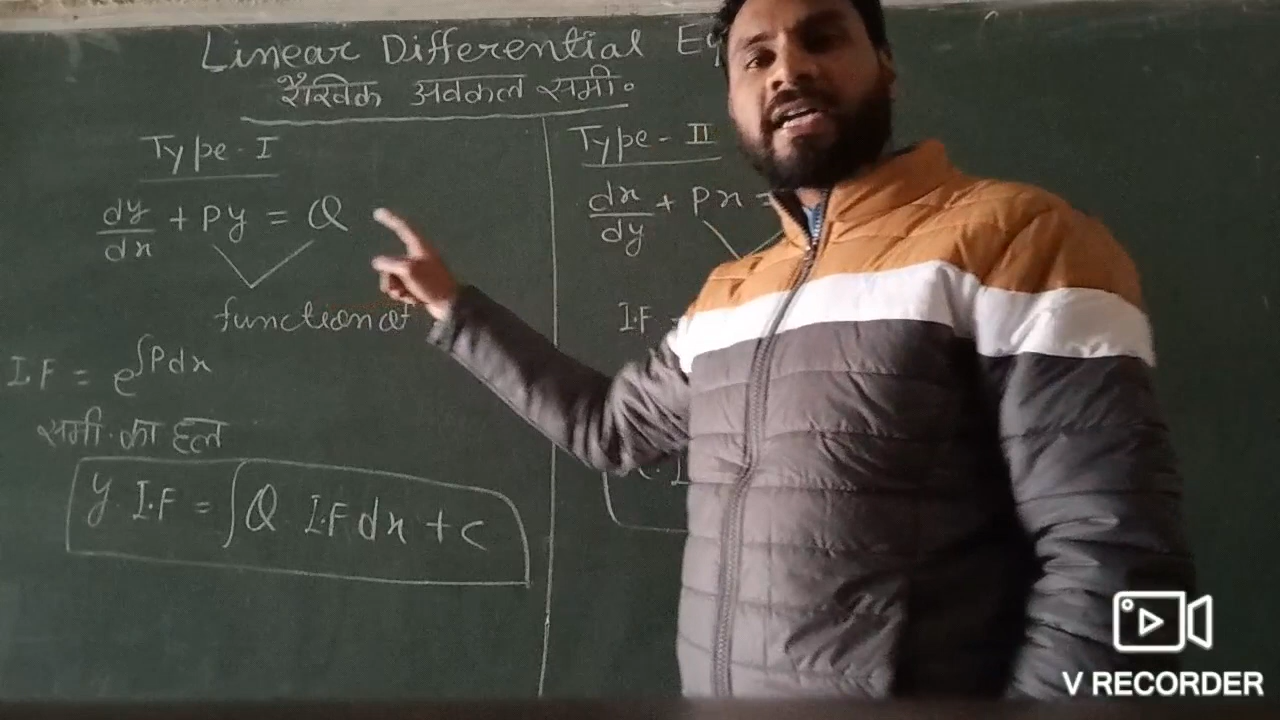 Linear Differential Eq
रैखिक अवकल समी॰
Type - I
dy/dx + Py = Q
function of
I.F = e^∫Pdx
समी. का हल
y I.F = ∫Q I.F dx + c
Type - II
dx/dy + Px =
I.F
V RECORDER